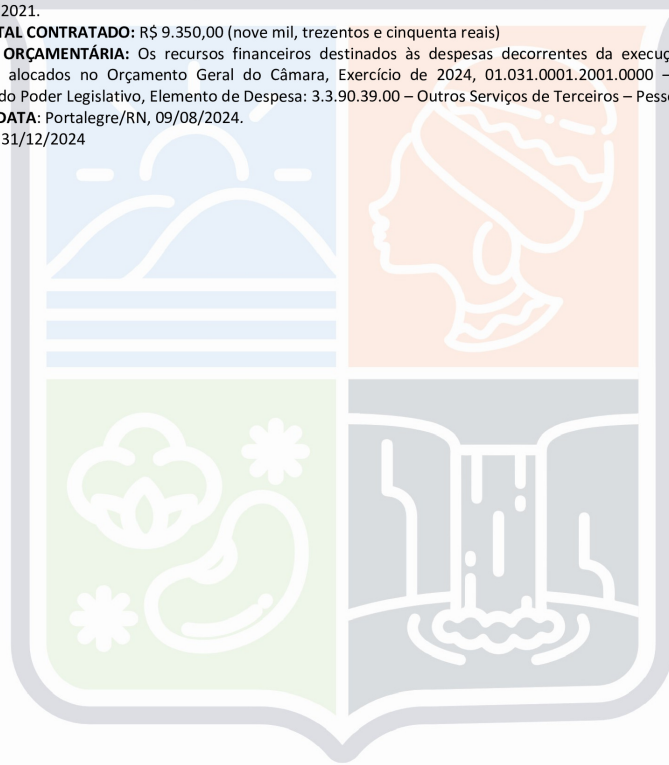 2021.
TAL CONTRATADO: R$ 9.350,00 (nove mil, trezentos e cinquenta reais)
ORÇAMENTÁRIA: Os recursos financeiros destinados às despesas decorrentes da execuç
alocados no Orçamento Geral do Câmara, Exercício de 2024, 01.031.0001.2001.0000 –
do Poder Legislativo, Elemento de Despesa: 3.3.90.39.00 – Outros Serviços de Terceiros – Pesso
DATA: Portalegre/RN, 09/08/2024.
31/12/2024